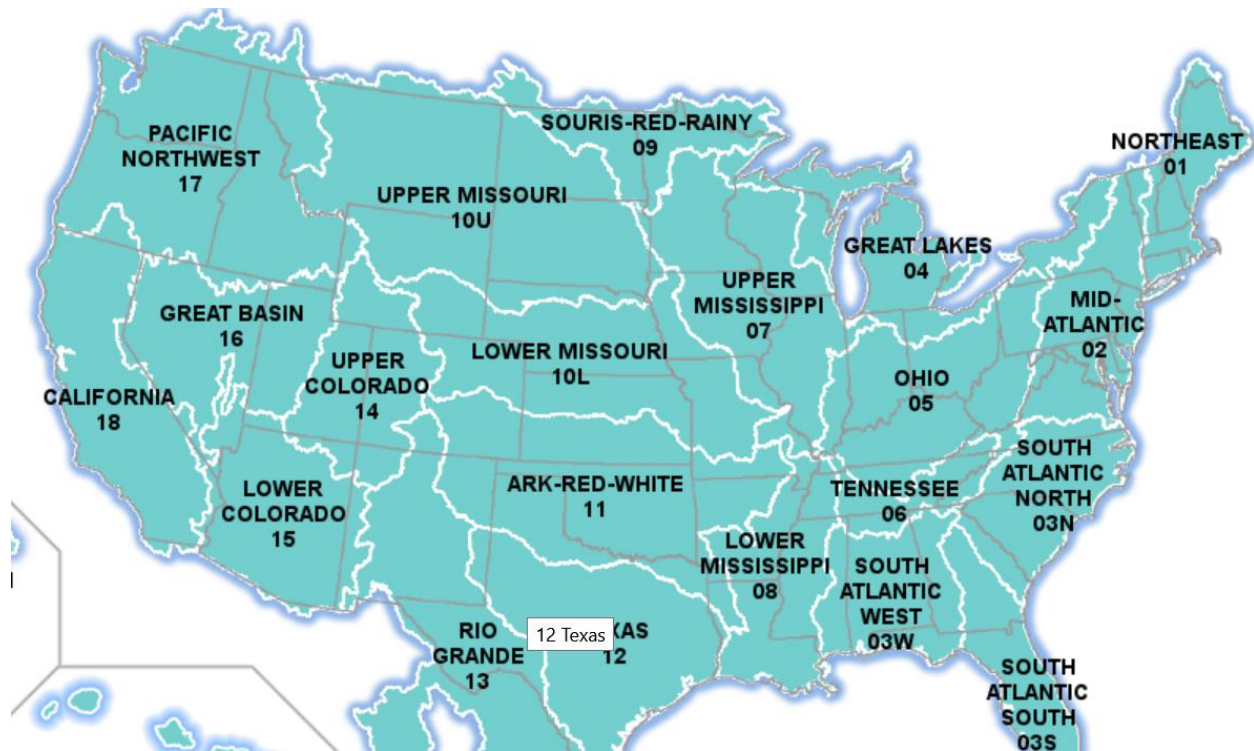 PACIFIC
NORTHWEST
17
SOURIS-RED-RAINY
09
NORTHEAST
01
UPPER MISSOURI
10U
GREAT LAKES
04
UPPER
MISSISSIPPI
07
MID-
ATLANTIC
02
GREAT BASIN
16
UPPER
COLORADO
14
LOWER MISSOURI
10L
OHIO
05
CALIFORNIA
18
LOWER
COLORADO
15
ARK-RED-WHITE
11
TENNESSEE
06
SOUTH
ATLANTIC
NORTH
03N
LOWER
MISSISSIPPI
08
SOUTH
ATLANTIC
WEST
03W
RIO
GRANDE
13
12 Texas
XAS
12
SOUTH
ATLANTIC
SOUTH
03S